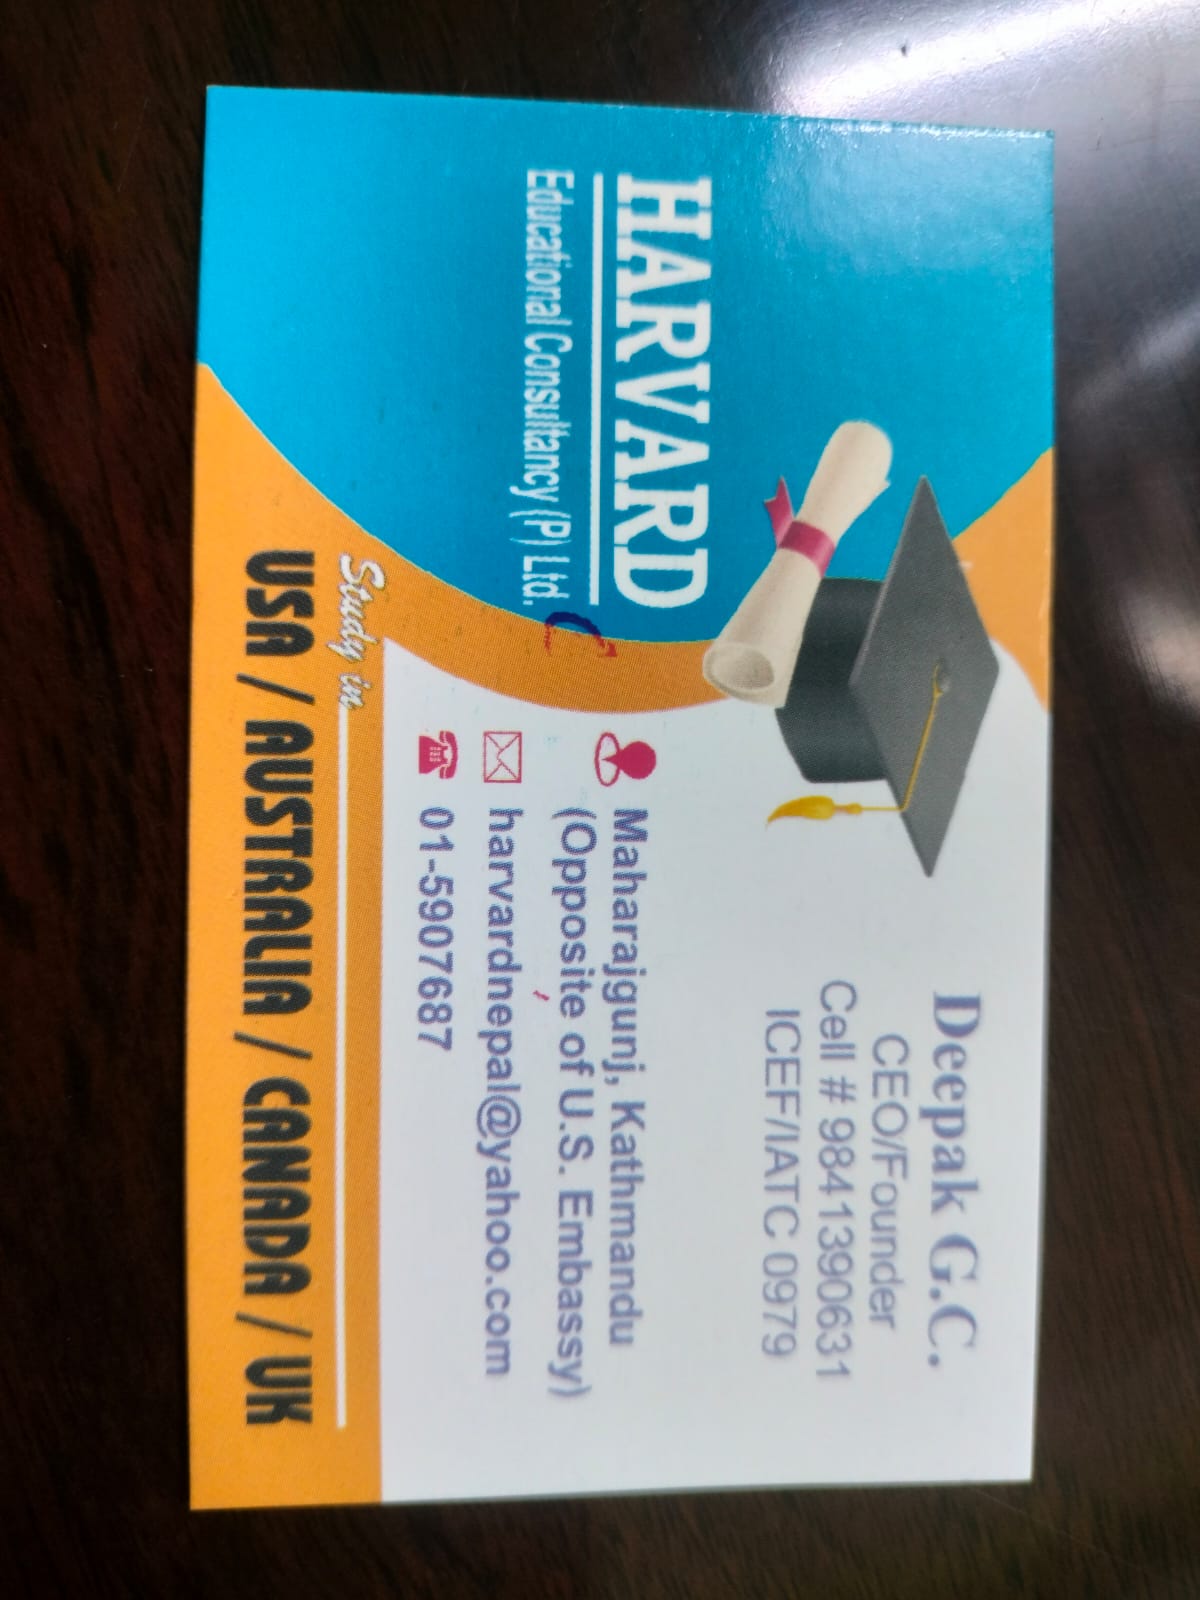 HARVARD
Educational Consultancy (P) Ltd.
Deepak G.C.
CEO/Founder
Cell # 9841390631
ICEF/IATC 0979
Maharajgunj, Kathmandu
(Opposite of U.S. Embassy)
harvardnepal@yahoo.com
01-5907687
Study in
USA / AUSTRALIA / CANADA / UK